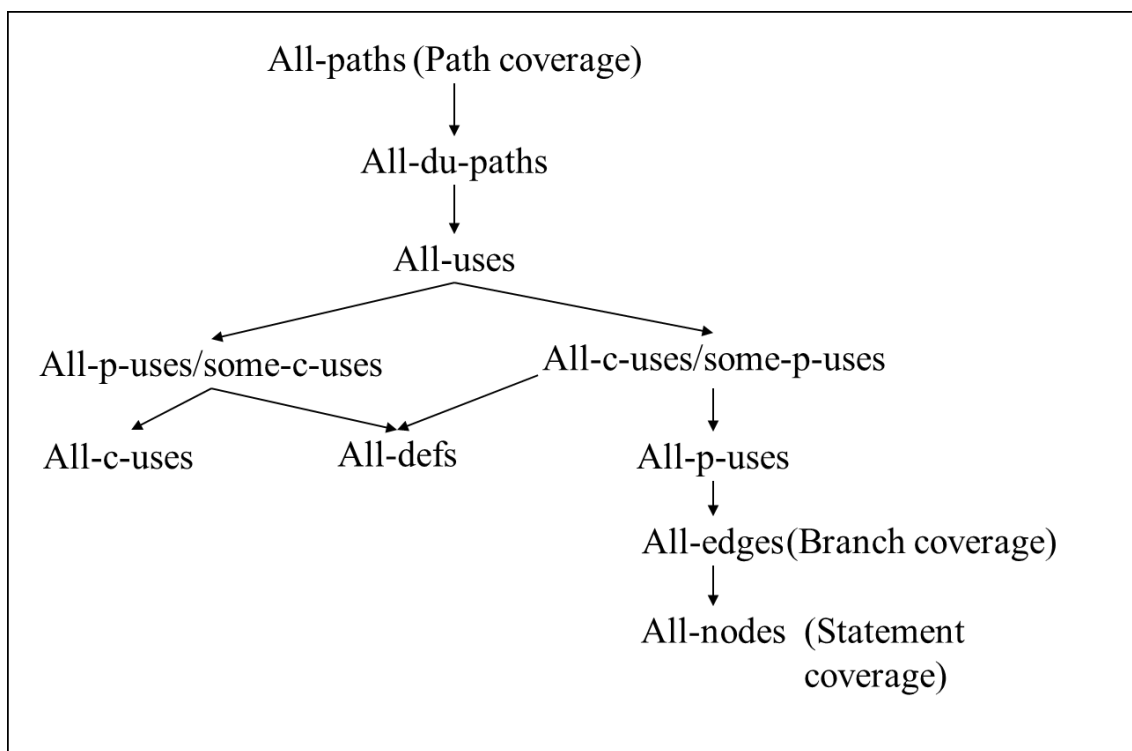 All-paths (Path coverage)
All-du-paths
All-uses
All-p-uses/some-c-uses
All-c-uses/some-p-uses
All-c-uses
All-defs
All-p-uses
All-edges(Branch coverage)
All-nodes (Statement
coverage)